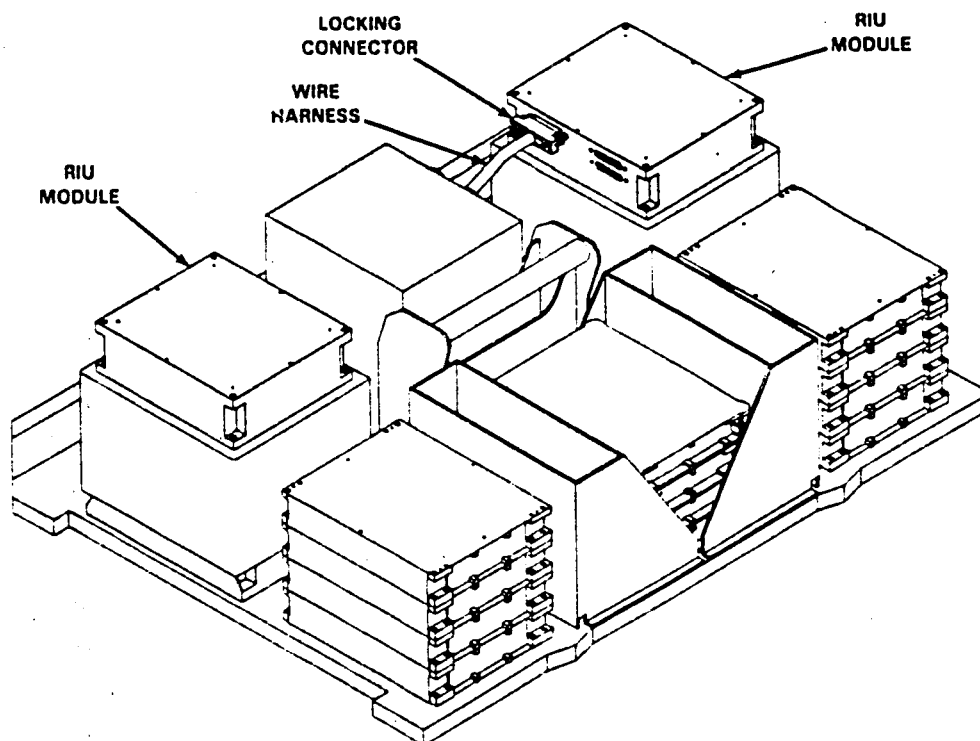 LOCKING
CONNECTOR
RIU
MODULE
WIRE
HARNESS
RIU
MODULE